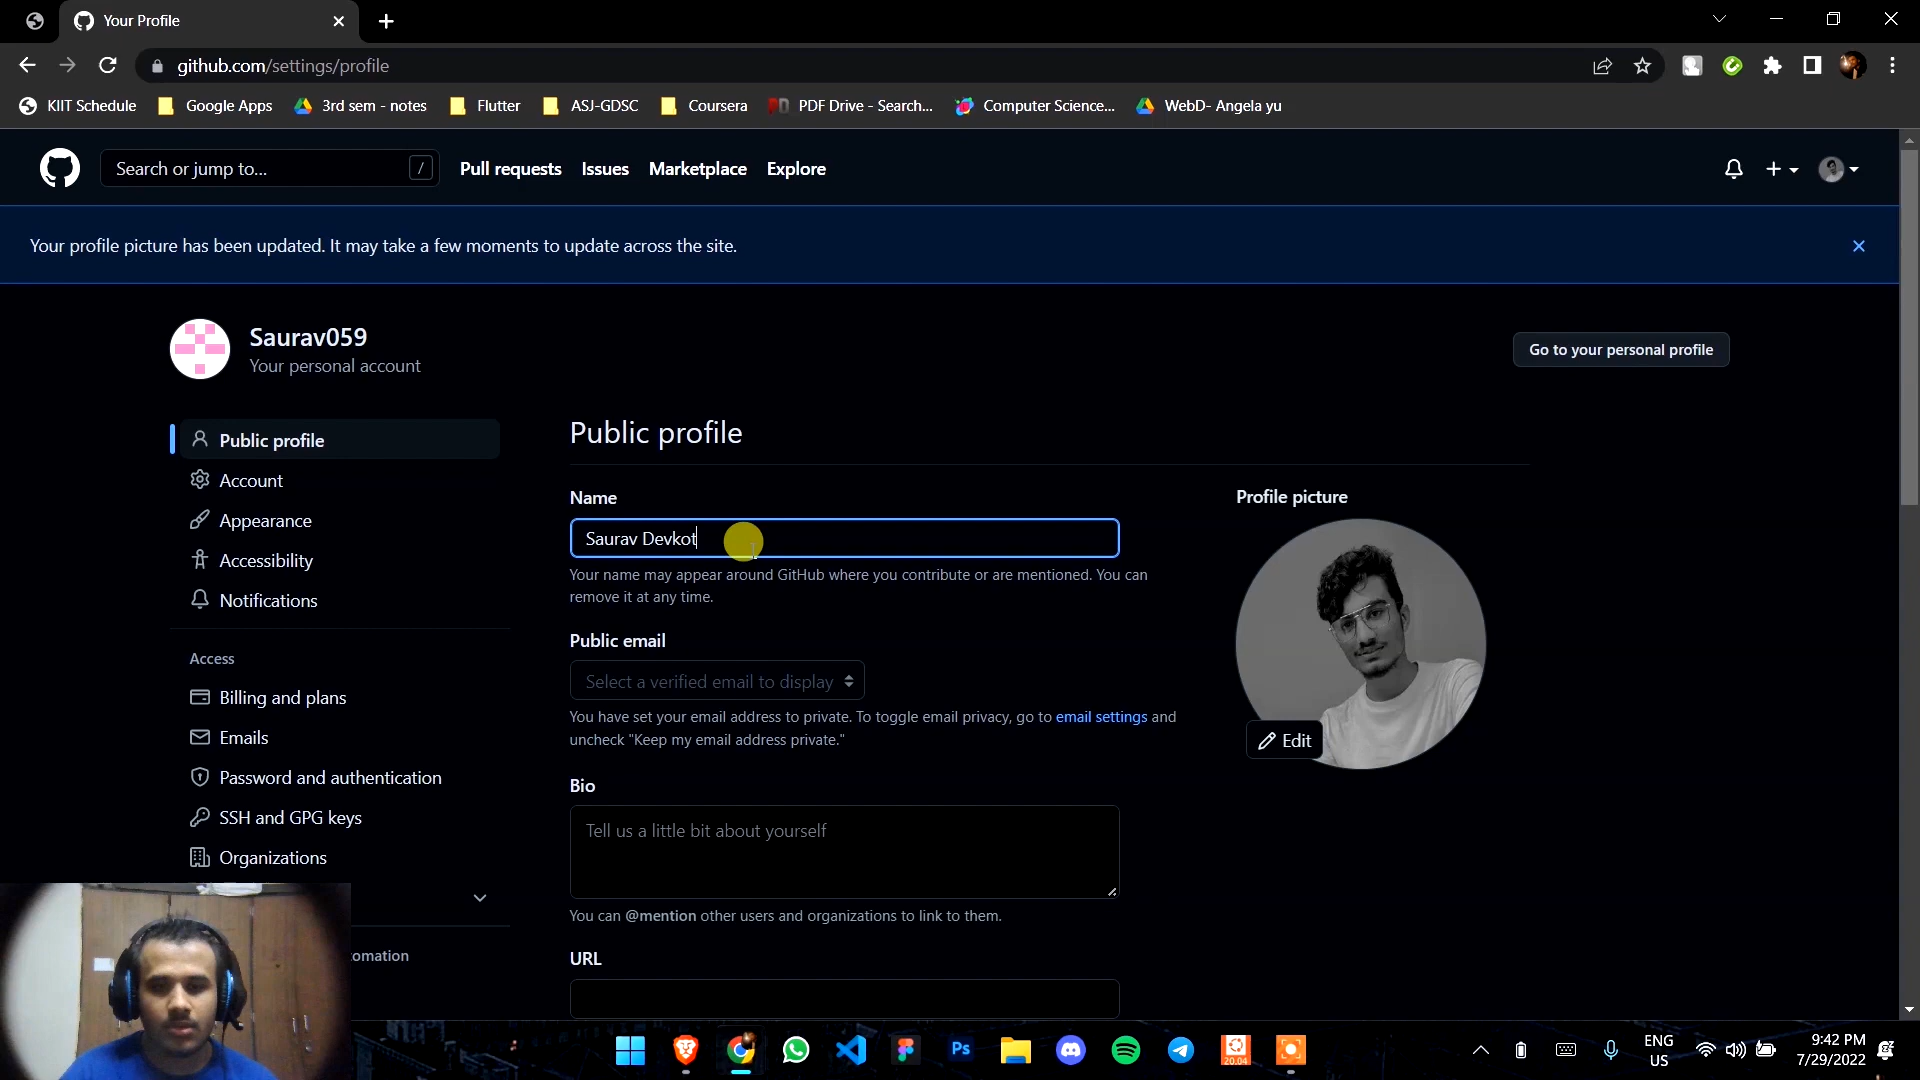 Your Profile
github.com/settings/profile
KIIT Schedule Google Apps 3rd sem - notes Flutter ASJ-GDSC Coursera PDF Drive - Search... Computer Science... WebD- Angela yu
Search or jump to... / Pull requests Issues Marketplace Explore
Your profile picture has been updated. It may take a few moments to update across the site.
Saurav059
Your personal account
Go to your personal profile
Public profile
Account
Appearance
Accessibility
Notifications
Access
Billing and plans
Emails
Password and authentication
SSH and GPG keys
Organizations
tomation
Public profile
Name
Saurav Devkot
Your name may appear around GitHub where you contribute or are mentioned. You can
remove it at any time.
Public email
Select a verified email to display
You have set your email address to private. To toggle email privacy, go to email settings and
uncheck "Keep my email address private."
Bio
Tell us a little bit about yourself
You can @mention other users and organizations to link to them.
URL
Profile picture
Edit
Ps
20.04
ENG
US
9:42 PM
7/29/2022